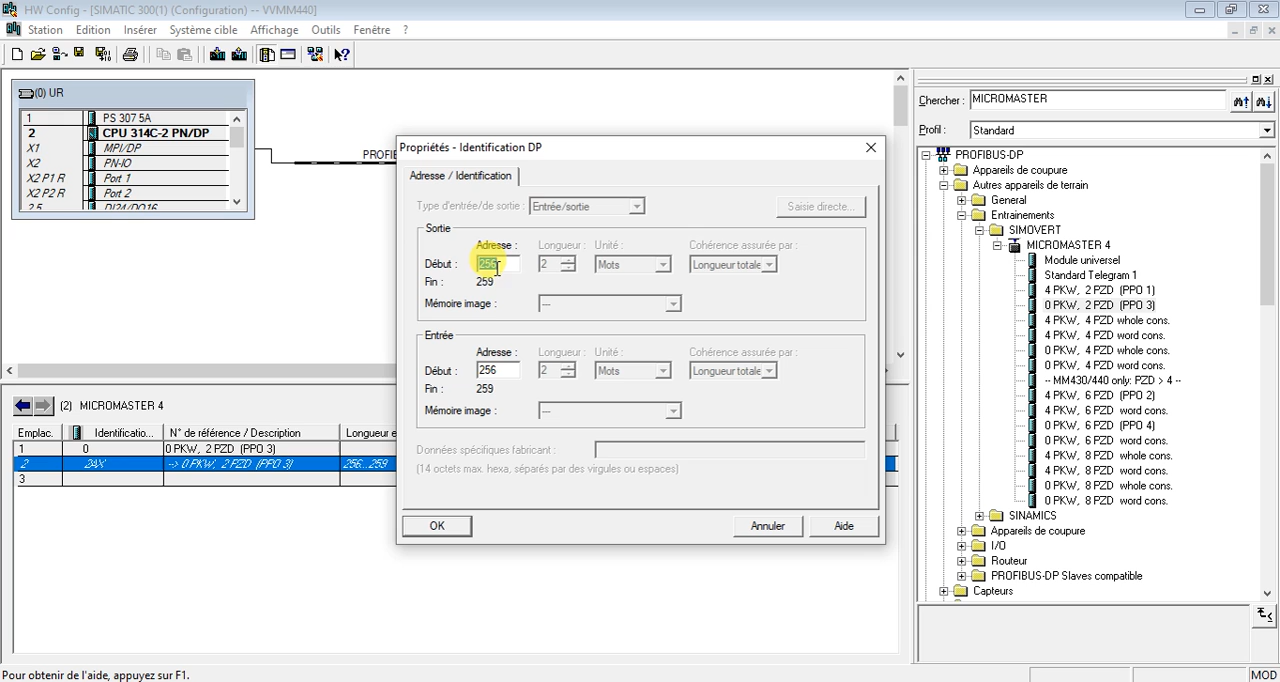 HW Config - [SIMATIC 300(1) (Configuration) -- VVMM440]
Station Edition Insérer Système cible Affichage Outils Fenêtre ?
(0) UR
1 PS 307 5A
2 CPU 314C-2 PN/DP
X1 MPI/DP
X2 PN-IO
X2 P1 R Port 1
X2 P2 R Port 2
2.5 DI24/DO16
PROFIE
(2) MICROMASTER 4
Emplac. Identificatio... N° de référence / Description Longueur e
1 0 0 PKW, 2 PZD (PPO 3)
2 2AX -> 0 PKW, 2 PZD (PPO 3) 256...259
3
Propriétés - Identification DP
Adresse / Identification
Type d'entrée/de sortie : Entrée/sortie Saisie directe...
Sortie
Adresse : Longueur : Unité : Cohérence assurée par :
Début : 256 2 Mots Longueur totale
Fin : 259
Mémoire image : ---
Entrée
Adresse : Longueur : Unité : Cohérence assurée par :
Début : 256 2 Mots Longueur totale
Fin : 259
Mémoire image : ---
Données spécifiques fabricant :
(14 octets max. hexa, séparés par des virgules ou espaces)
OK Annuler Aide
Chercher : MICROMASTER
Profil : Standard
PROFIBUS-DP
Appareils de coupure
Autres appareils de terrain
General
Entraînements
SIMOVERT
MICROMASTER 4
Module universel
Standard Telegram 1
4 PKW, 2 PZD (PPO 1)
0 PKW, 2 PZD (PPO 3)
4 PKW, 4 PZD whole cons.
4 PKW, 4 PZD word cons.
0 PKW, 4 PZD whole cons.
0 PKW, 4 PZD word cons.
-- MM430/440 only: PZD > 4 --
4 PKW, 6 PZD (PPO 2)
4 PKW, 6 PZD word cons.
0 PKW, 6 PZD (PPO 4)
0 PKW, 6 PZD word cons.
4 PKW, 8 PZD whole cons.
4 PKW, 8 PZD word cons.
0 PKW, 8 PZD whole cons.
0 PKW, 8 PZD word cons.
SINAMICS
Appareils de coupure
I/O
Routeur
PROFIBUS-DP Slaves compatible
Capteurs
Pour obtenir de l'aide, appuyez sur F1.
MOD